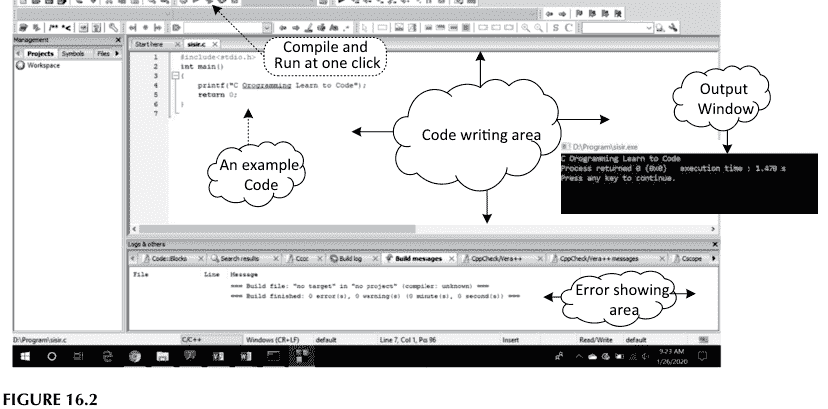 Management
Projects Symbols Files
Workspace
Start here
sisir.c
Compile and
Run at one click
1 #include<stdio.h>
2 int main()
3 {
4 printf("C Orogramming Learn to Code");
5 return 0;
6 }
7
An example
Code
Code writing area
Output
Window
D:\Program\sisir.exe
C Orogramming Learn to Code
Process returned 0 (0x0) execution time : 1.470 s
Press any key to continue.
Logs & others
Code::Blocks Search results Cccc Build log Build messages CppCheck/Vera++ CppCheck/Vera++ messages Cscope
File Line Message
=== Build file: "no target" in "no project" (compiler: unknown) ===
=== Build finished: 0 error(s), 0 warning(s) (0 minute(s), 0 second(s)) ===
Error showing
area
D:\Program\sisir.c C/C++ Windows (CR+LF) default Line 7, Col 1, Pos 86 Insert Read/Write default
9:23 AM
1/26/2020
FIGURE 16.2